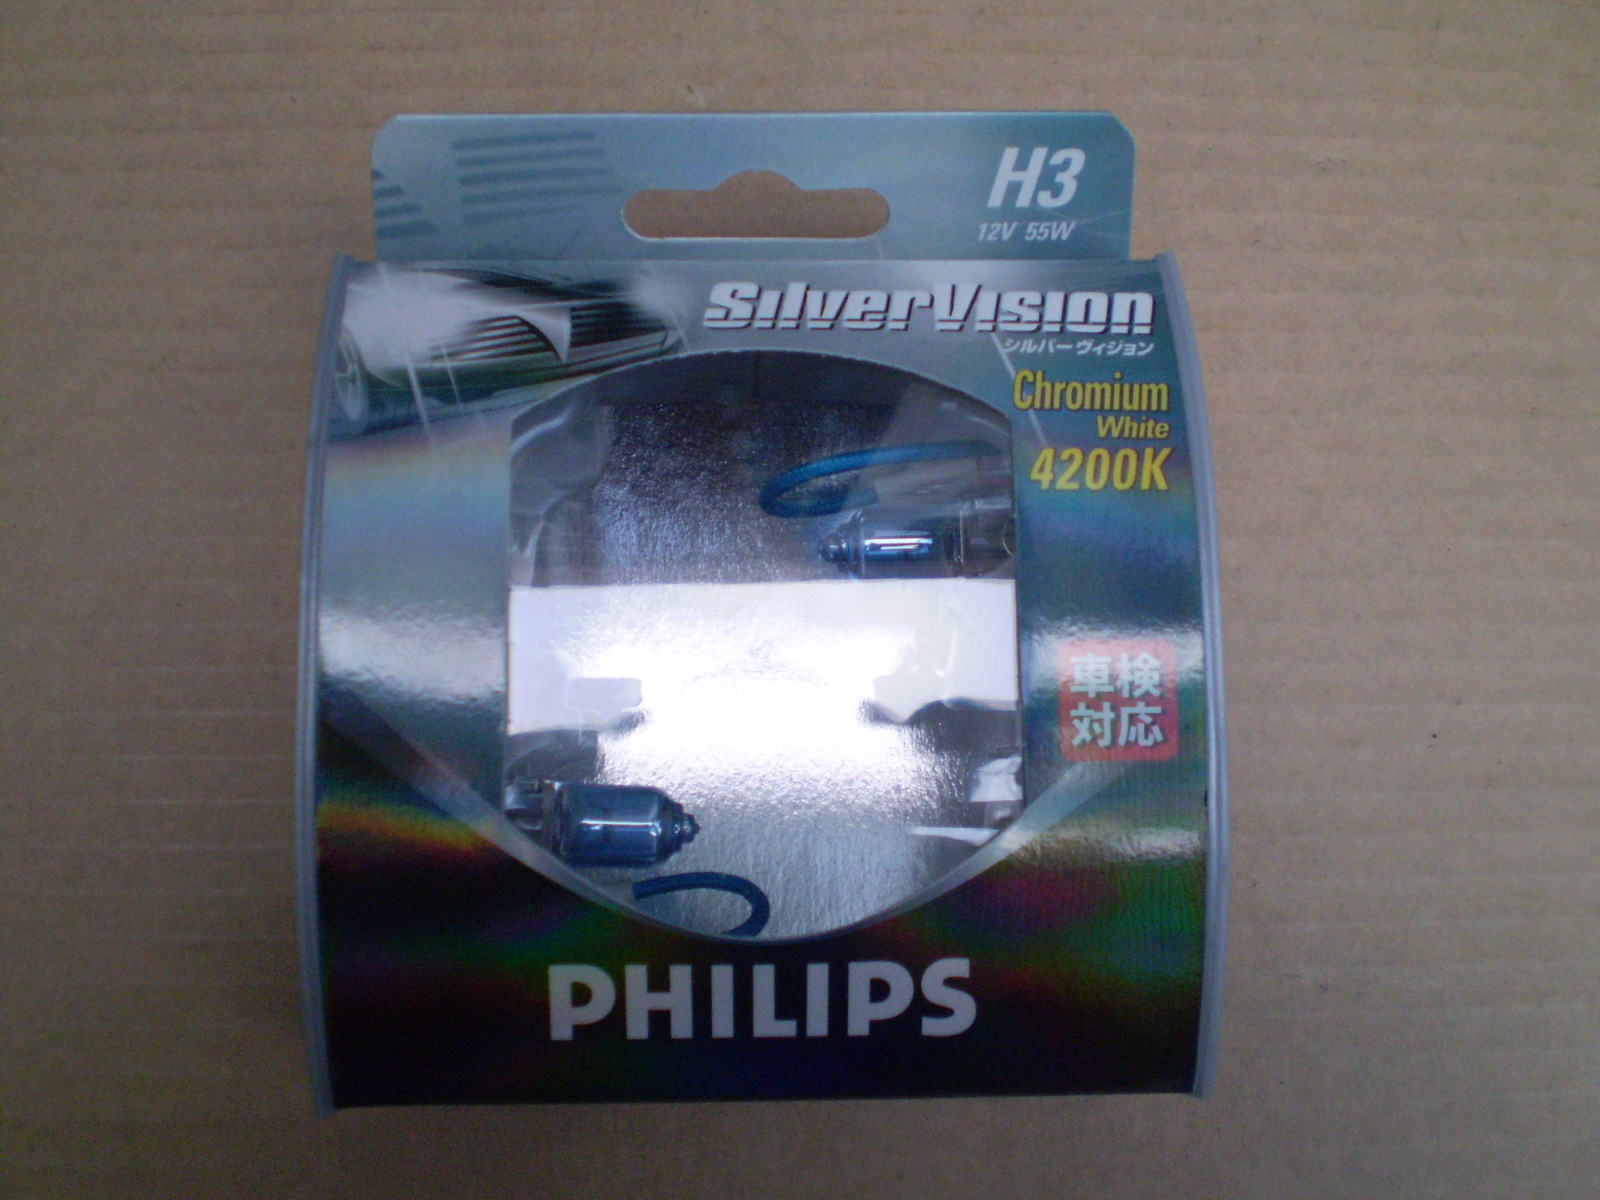 H3
12V 55W
SilverVision
シルバーヴィジョン
Chromium
White
4200K
車検
対応
PHILIPS